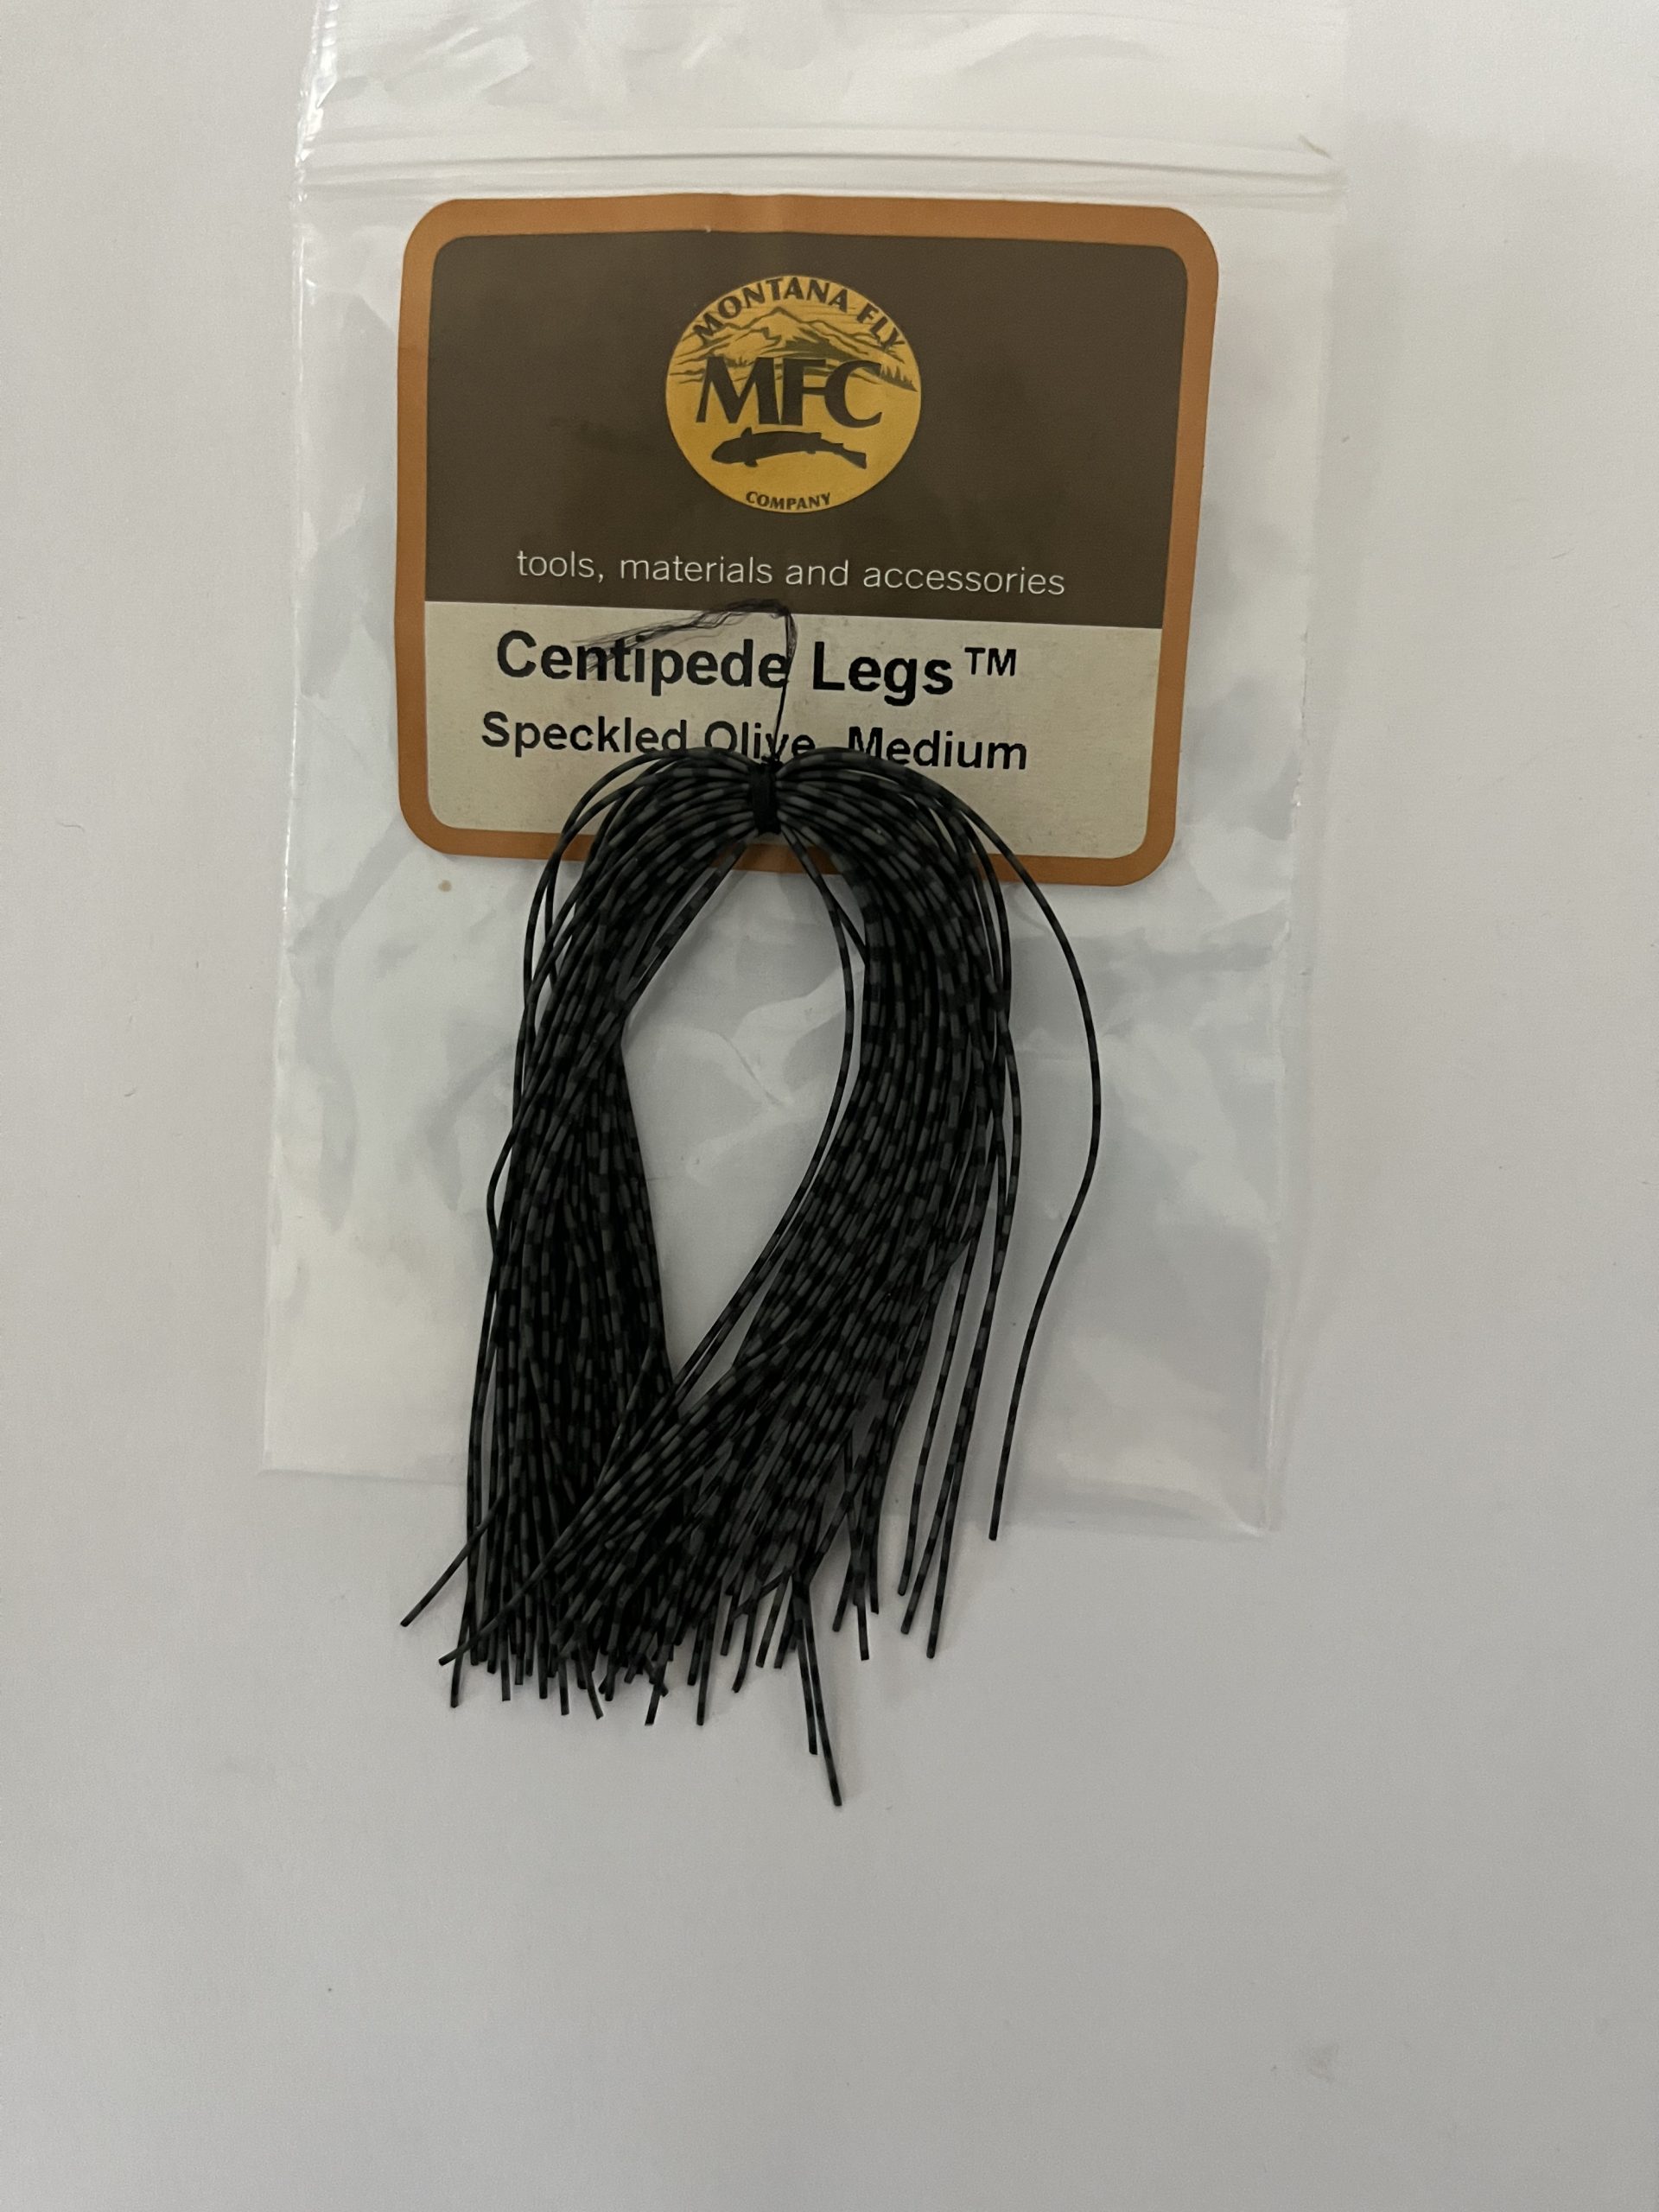 MONTANA FLY
MFC
COMPANY
tools, materials and accessories
Centipede Legs™
Speckled Olive, Medium